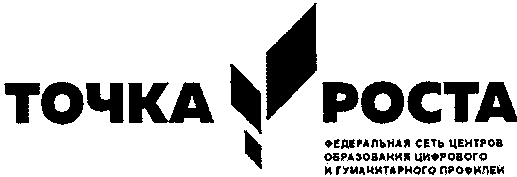 ТОЧКА РОСТА
ФЕДЕРАЛЬНАЯ СЕТЬ ЦЕНТРОВ
ОБРАЗОВАНИЯ ЦИФРОВОГО
И ГУМАНИТАРНОГО ПРОФИЛЕЙ